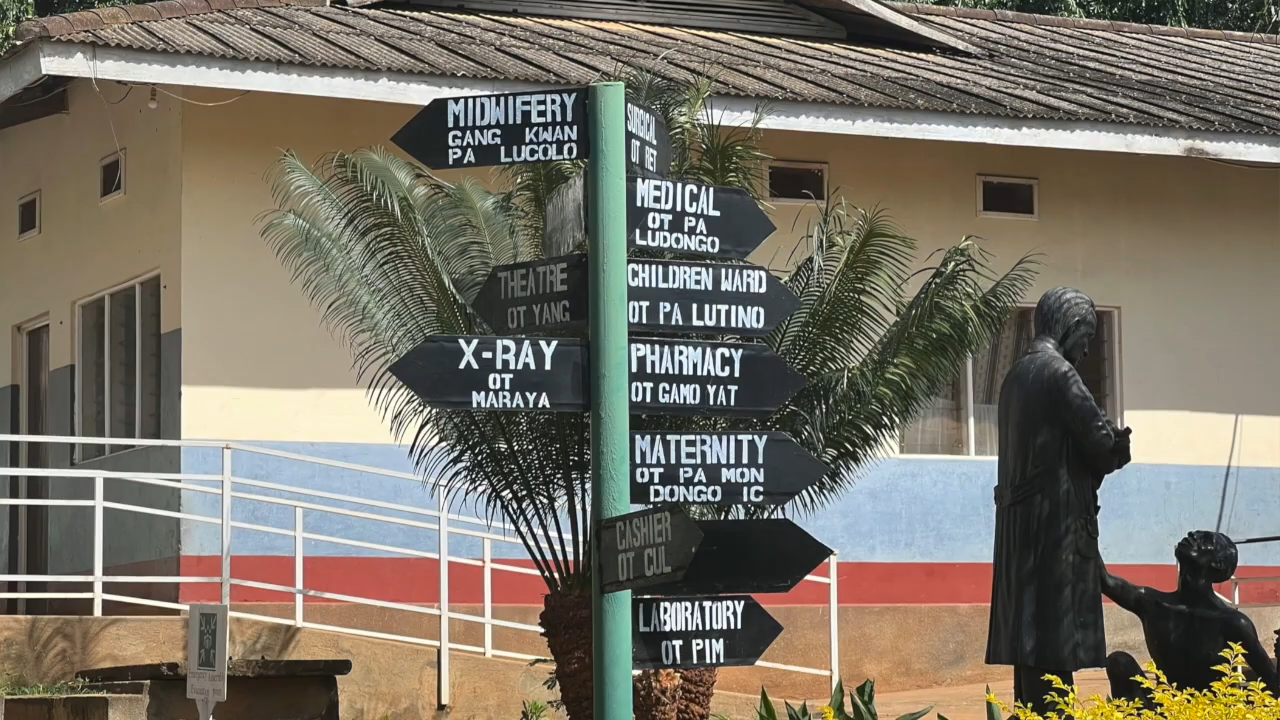 MIDWIFERY
GANG KWAN
PA LUCOLO
SURGICAL
OT RET
MEDICAL
OT PA
LUDONGO
THEATRE
OT YANG
CHILDREN WARD
OT PA LUTINO
X-RAY
OT
MARAYA
PHARMACY
OT GAMO YAT
MATERNITY
OT PA MON
DONGO IC
CASHIER
OT CUL
LABORATORY
OT PIM